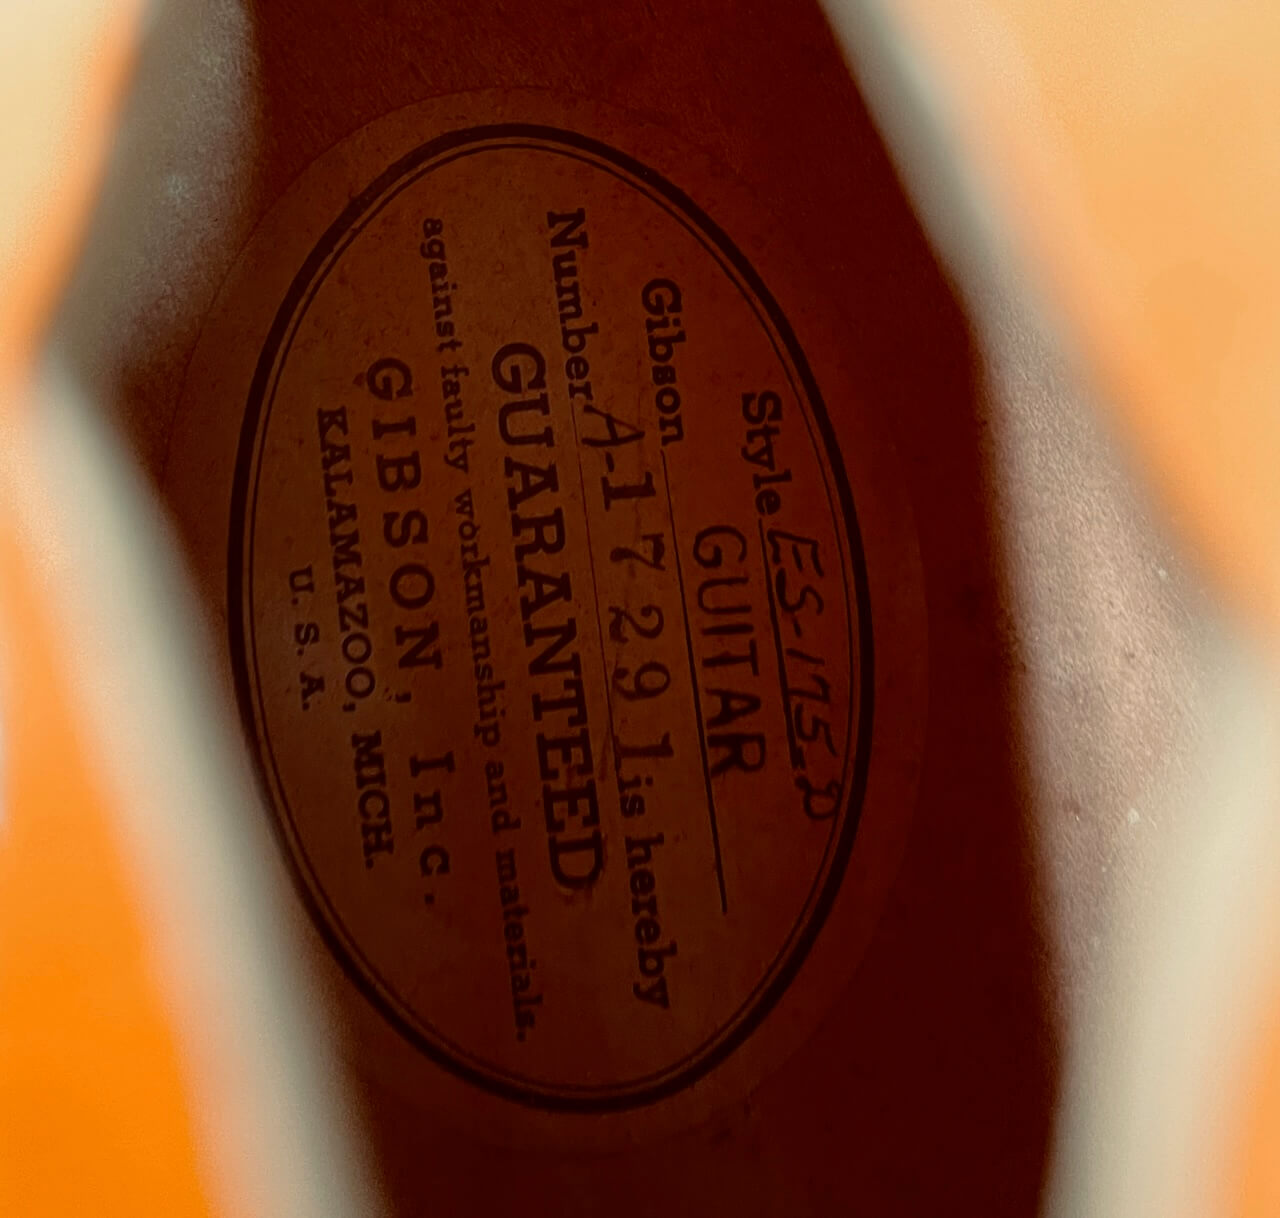 Style ES-175-D
GUITAR
Gibson
Number A-17291 is hereby
GUARANTEED
against faulty workmanship and materials.
GIBSON, Inc.
KALAMAZOO, MICH.
U. S. A.